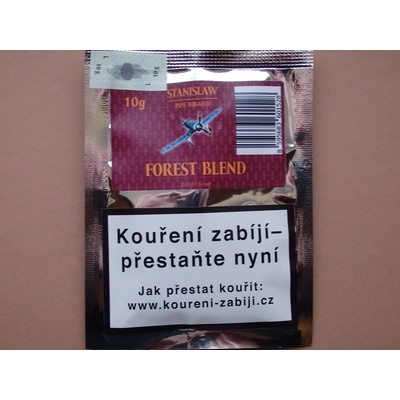 STANISLAW
PIPE TOBACCO
10g
FOREST BLEND
Kouření zabíjí–
přestaňte nyní
Jak přestat kouřit:
www.koureni-zabiji.cz